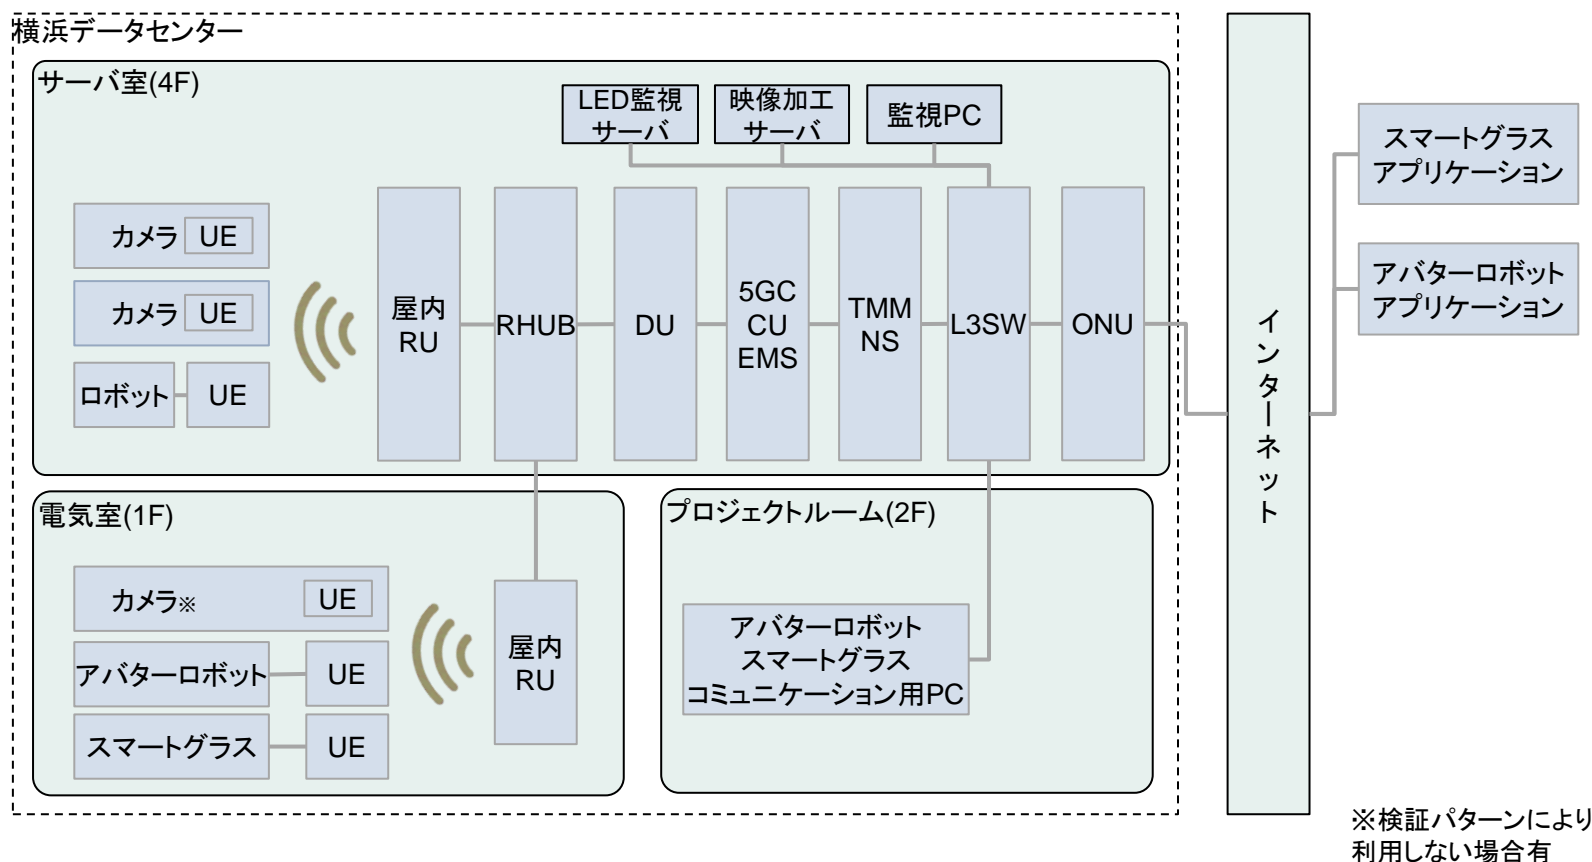 横浜データセンター
サーバ室(4F)
LED監視
サーバ
映像加工
サーバ
監視PC
カメラ UE
カメラ UE
ロボット UE
屋内
RU
RHUB
DU
5GC
CU
EMS
TMM
NS
L3SW
ONU
電気室(1F)
カメラ※ UE
アバターロボット UE
スマートグラス UE
屋内
RU
プロジェクトルーム(2F)
アバターロボット
スマートグラス
コミュニケーション用PC
インターネット
スマートグラス
アプリケーション
アバターロボット
アプリケーション
※検証パターンにより
利用しない場合有